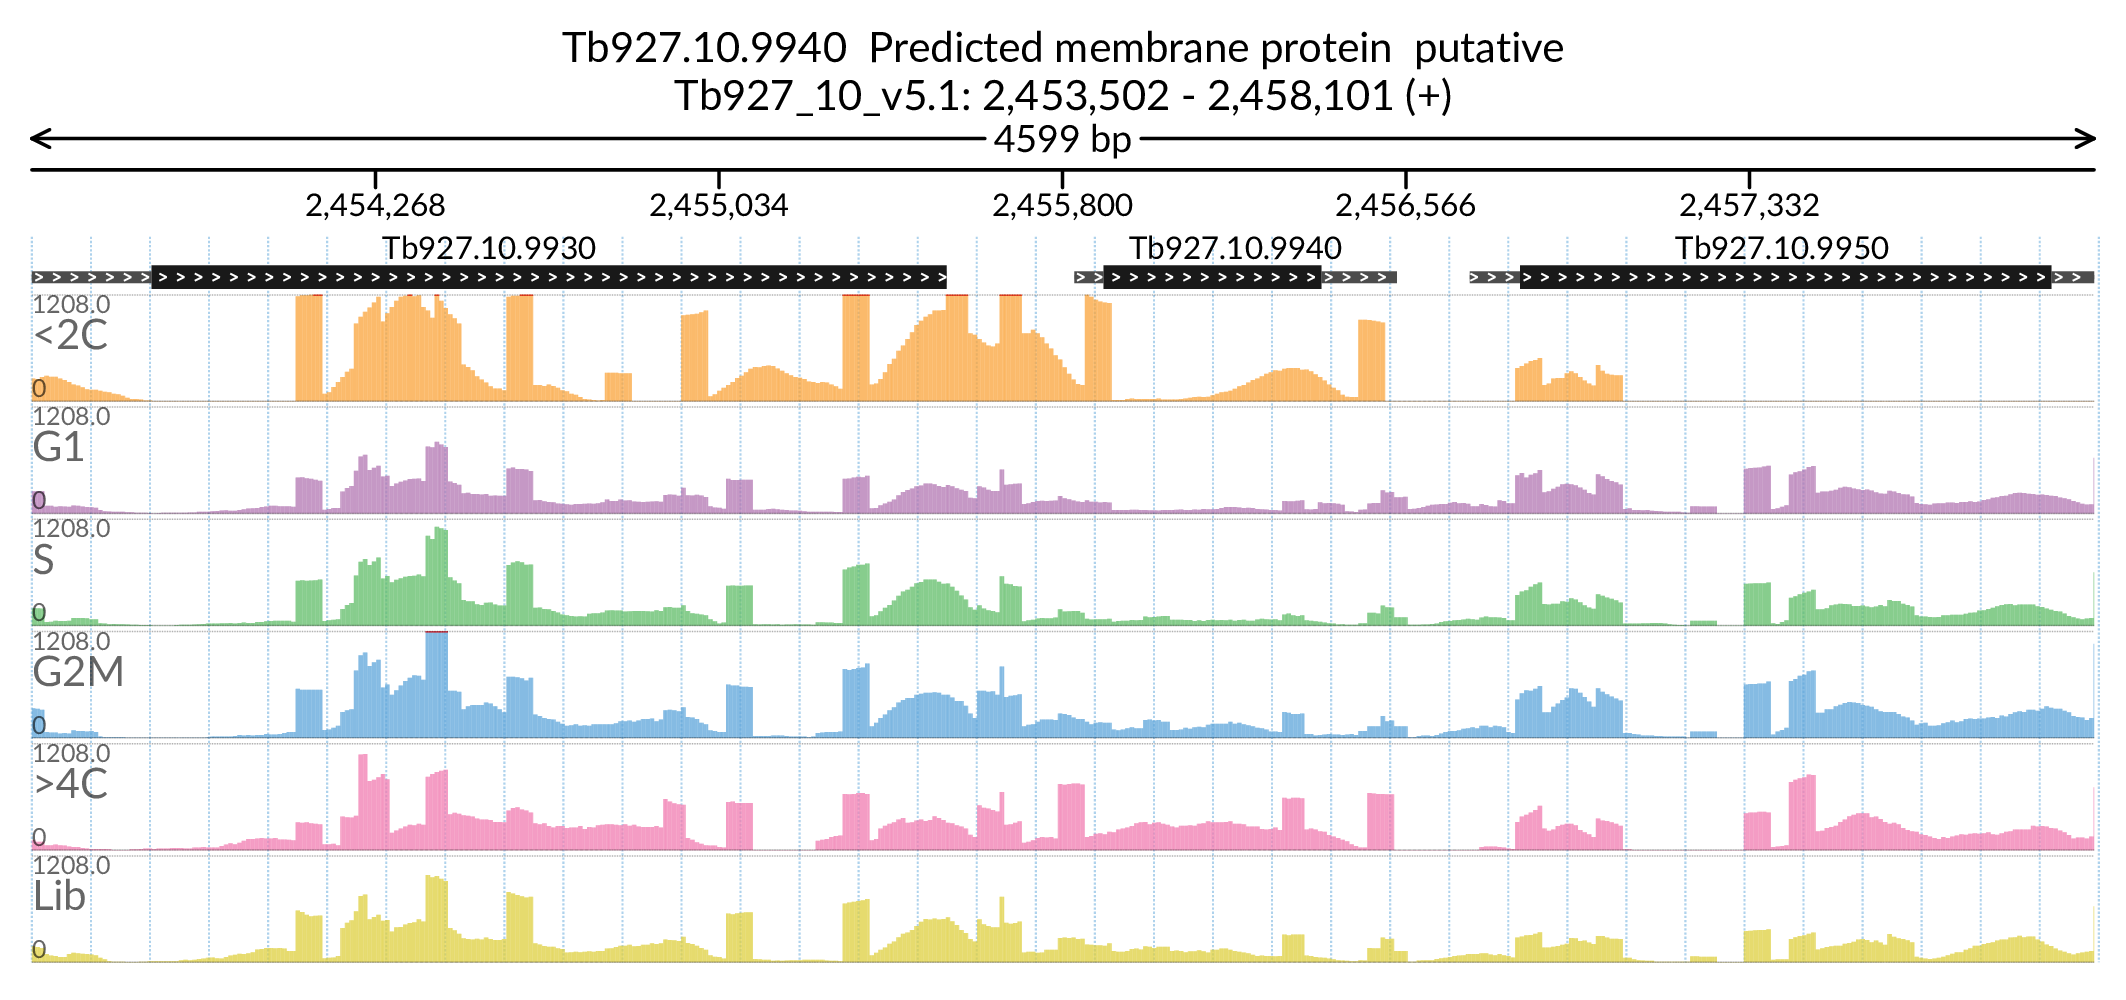 Tb927.10.9940  Predicted membrane protein  putative
Tb927_10_v5.1: 2,453,502 - 2,458,101 (+)
4599 bp
2,454,268 2,455,034 2,455,800 2,456,566 2,457,332
Tb927.10.9930 Tb927.10.9940 Tb927.10.9950
1208.0
<2C
0
1208.0
G1
0
1208.0
S
0
1208.0
G2M
0
1208.0
>4C
0
1208.0
Lib
0